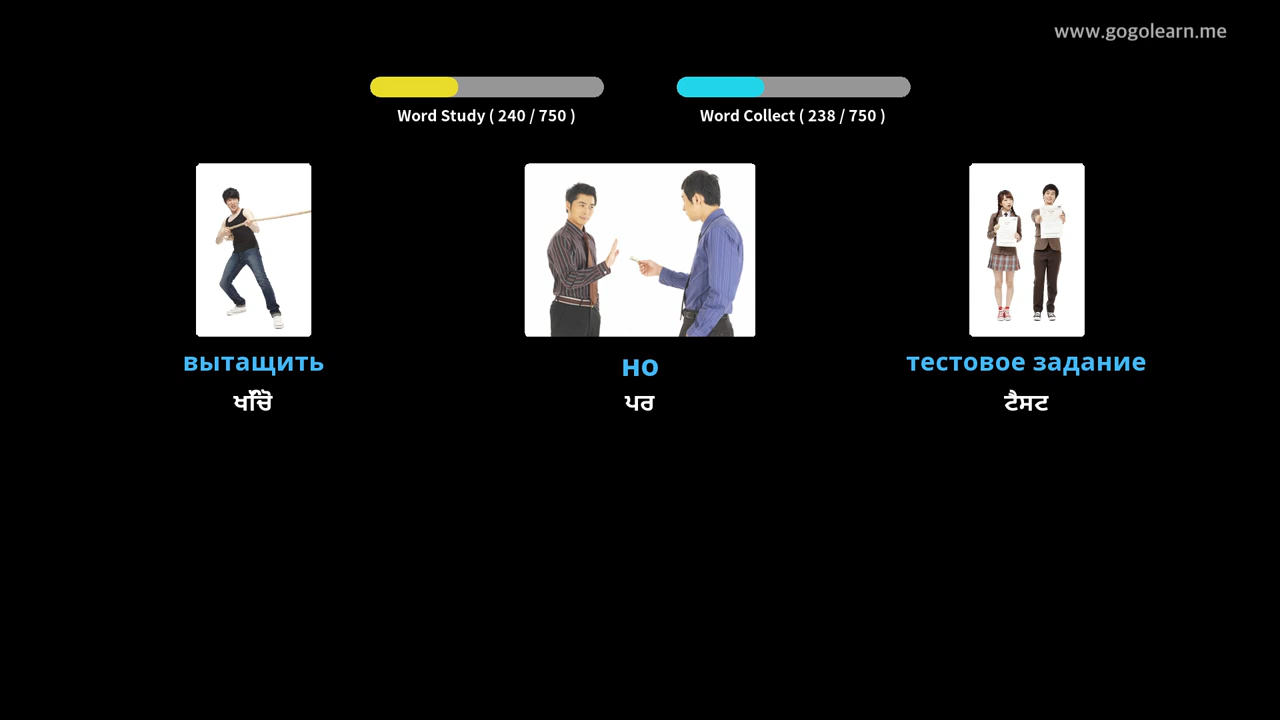 www.gogolearn.me
Word Study ( 240 / 750 )
Word Collect ( 238 / 750 )
вытащить
но
тестовое задание
ਖਿੱਚੋ
ਪਰ
ਟੈਸਟ